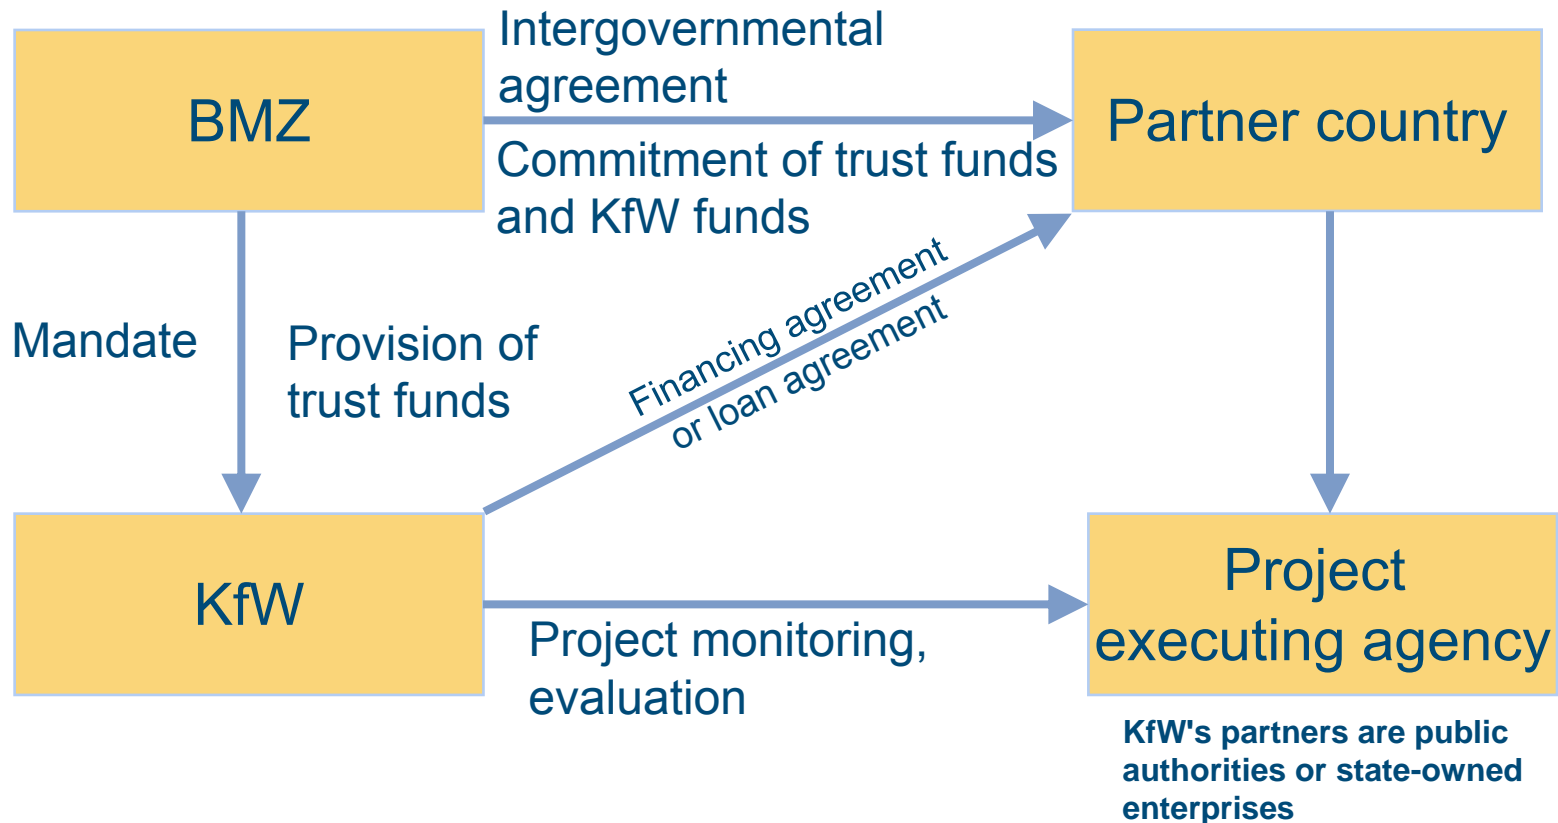 Intergovernmental
agreement
BMZ
Partner country
Commitment of trust funds
and KfW funds
Mandate
Provision of
trust funds
Financing agreement
or loan agreement
KfW
Project
executing agency
Project monitoring,
evaluation
KfW's partners are public
authorities or state-owned
enterprises